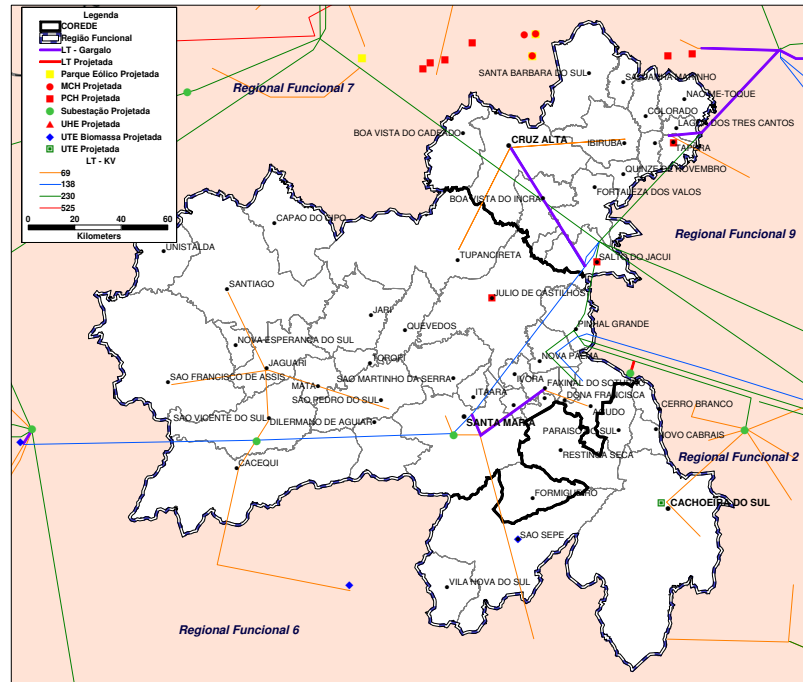 Legenda
COREDE
Região Funcional
LT - Gargalo
LT Projetada
Parque Eólico Projetada
MCH Projetada
PCH Projetada
Subestação Projetada
UHE Projetada
UTE Biomassa Projetada
UTE Projetada
LT - KV
69
138
230
525
0 20 40 60
Kilometers
Regional Funcional 7
SANTA BARBARA DO SUL
SALDANHA MARINHO
NAO-ME-TOQUE
COLORADO
LAGOA DOS TRES CANTOS
BOA VISTA DO CADEADO
CRUZ ALTA
IBIRUBA
TAPERA
QUINZE DE NOVEMBRO
FORTALEZA DOS VALOS
BOA VISTA DO INCRA
CAPAO DO CIPO
Regional Funcional 9
UNISTALDA
TUPANCIRETA
SALTO DO JACUI
SANTIAGO
JULIO DE CASTILHOS
JARI
QUEVEDOS
PINHAL GRANDE
NOVA ESPERANCA DO SUL
NOVA PALMA
JAGUARI
TOROPI
SAO FRANCISCO DE ASSIS
MATA
SAO MARTINHO DA SERRA
IVORA
FAXINAL DO SOTURNO
ITAARA
DONA FRANCISCA
SAO PEDRO DO SUL
AGUDO
CERRO BRANCO
SAO VICENTE DO SUL
DILERMANO DE AGUIAR
SANTA MARIA
PARAISO DO SUL
NOVO CABRAIS
RESTINGA SECA
Regional Funcional 2
CACEQUI
FORMIGUEIRO
CACHOEIRA DO SUL
SAO SEPE
VILA NOVA DO SUL
Regional Funcional 6